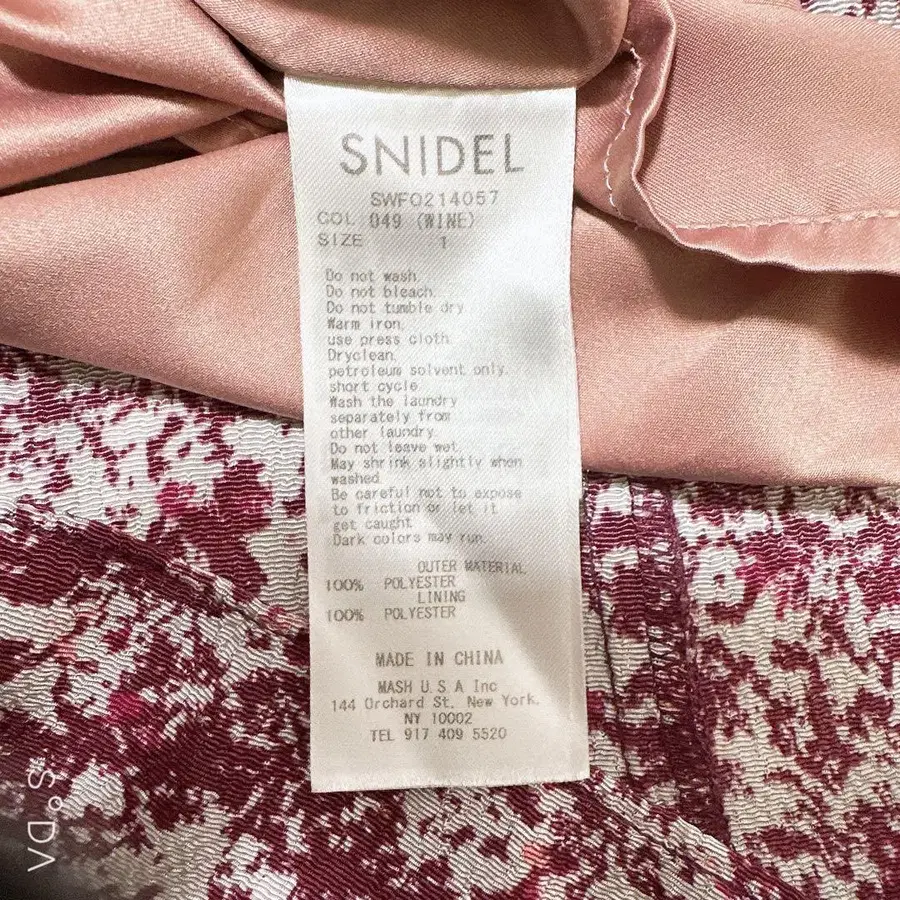 SNIDEL
SWFO214057
COL 049 (WINE)
SIZE 1
Do not wash.
Do not bleach.
Do not tumble dry
Warm iron,
use press cloth.
Dryclean,
petroleum solvent only.
short cycle
Wash the laundry
separately from
other laundry.
Do not leave wet.
May shrink slightly when
washed.
Be careful not to expose
to friction or let it
get caught
Dark colors may run.
OUTER MATERIAL
100% POLYESTER
LINING
100% POLYESTER
MADE IN CHINA
MASH U.S.A Inc
144 Orchard St, New York,
NY 10002
TEL 917 409 5520